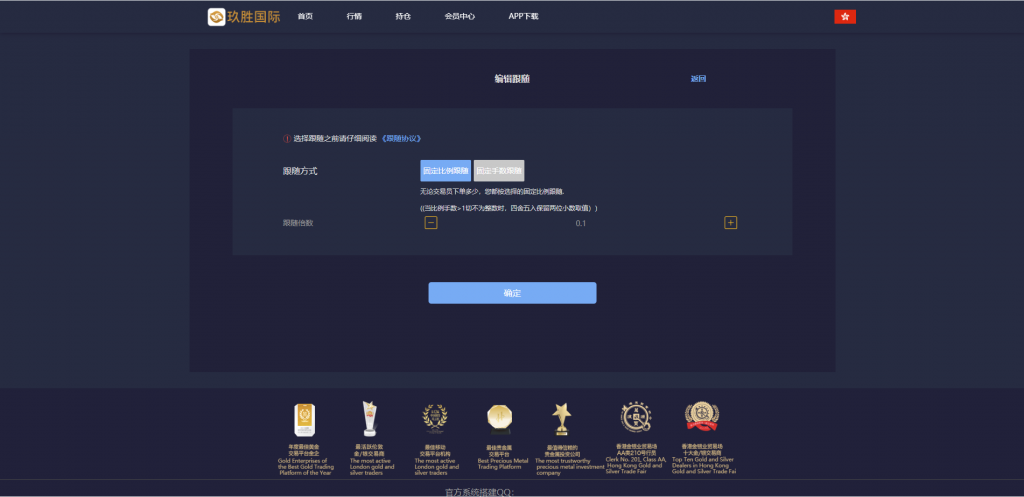 玖胜国际 首页 行情 持仓 会员中心 APP下载
编辑跟随 返回
! 选择跟随之前请仔细阅读 《跟随协议》
跟随方式 固定比例跟随 固定手数跟随
无论交易员下单多少，您都按选择的固定比例跟随.
((当比例手数>1切不为整数时，四舍五入保留两位小数取值））
跟随倍数 − 0.1 +
确定
年度最佳黄金
交易平台金企
Gold Enterprises of
the Best Gold Trading
Platform of the Year
最活跃伦敦
金/银交易商
The most active
London gold and
silver traders
最佳移动
交易平台机构
The most active
London gold and
silver traders
最佳贵金属
交易平台
Best Precious Metal
Trading Platform
最值得信赖的
贵金属投资公司
The most trustworthy
precious metal investment
company
香港金银业贸易场
AA类210号行员
Clerk No. 201, Class AA,
Hong Kong Gold and
Silver Trade Fair
香港金银业贸易场
十大金/银交易商
Top Ten Gold and Silver
Dealers in Hong Kong
Gold and Silver Trade Fai
官方系统搭建QQ：